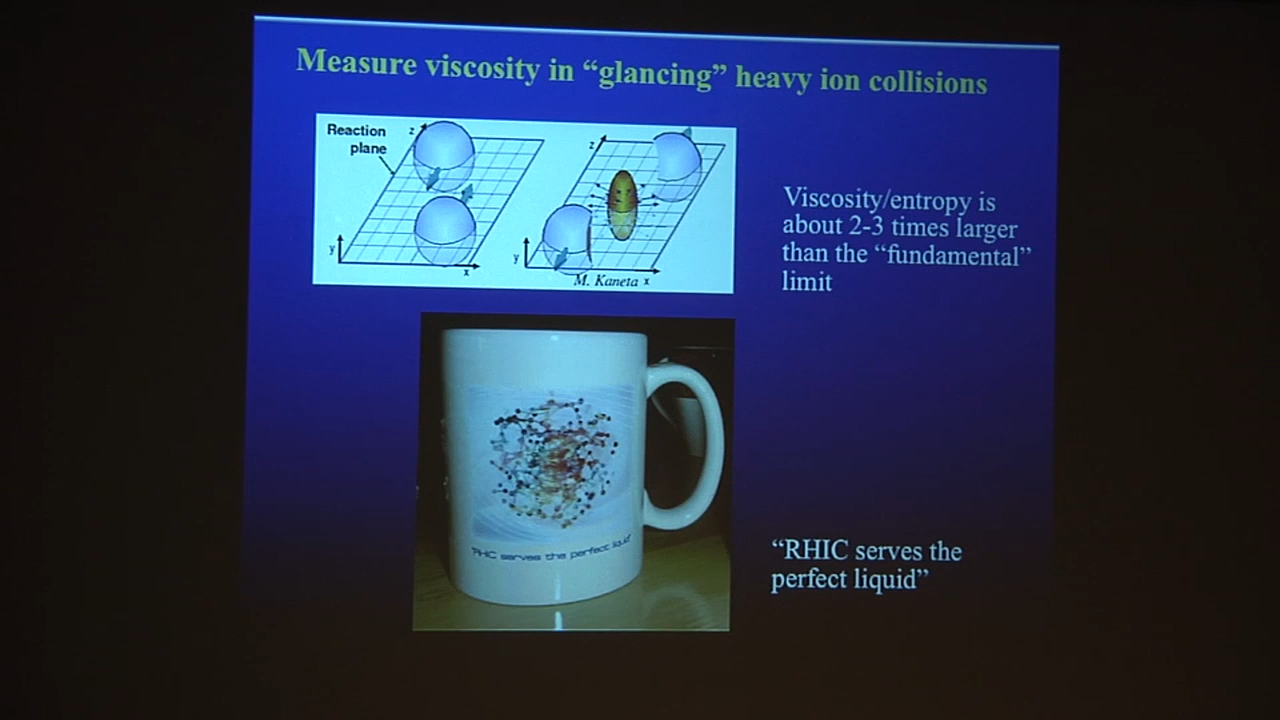 Measure viscosity in “glancing” heavy ion collisions
Reaction
plane
z
y
x
z
y
x
M. Kaneta
Viscosity/entropy is
about 2-3 times larger
than the “fundamental”
limit
RHIC serves the perfect liquid
“RHIC serves the
perfect liquid”